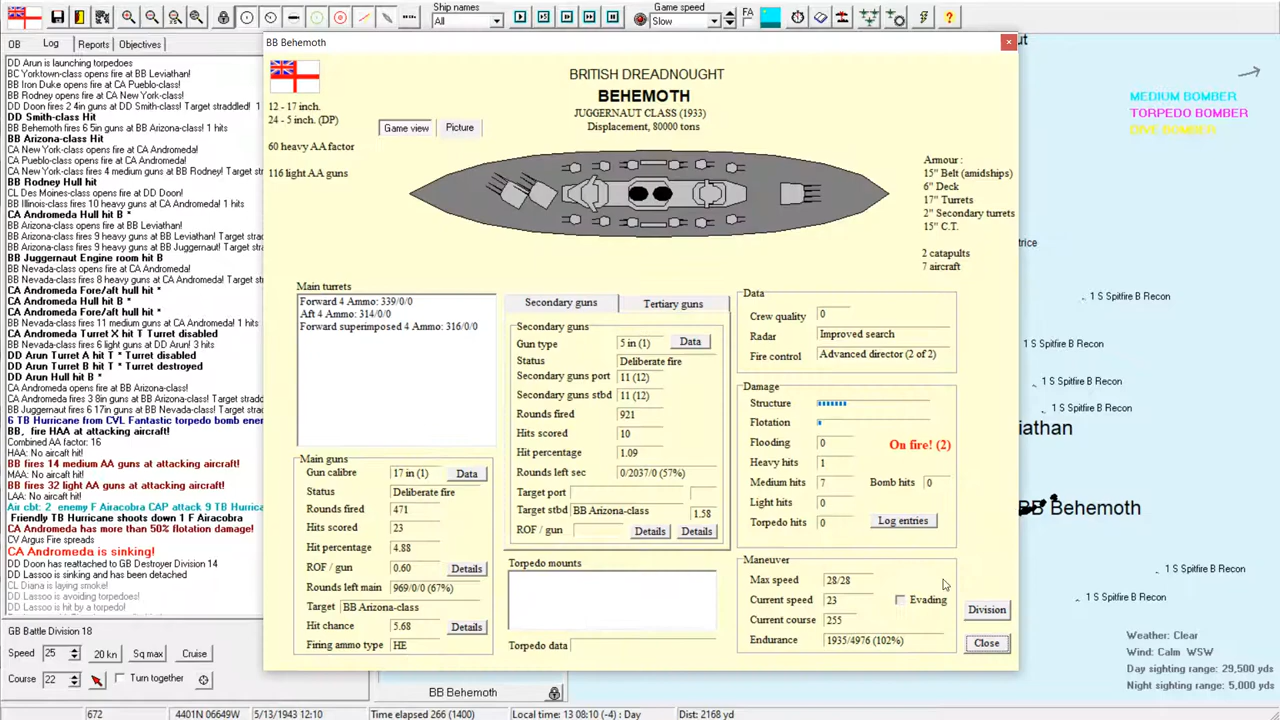 Ship names
All
Game speed
Slow
FA
OB
Log
Reports
Objectives
DD Arun is launching torpedoes
BC Yorktown-class opens fire at BB Leviathan!
BB Iron Duke opens fire at CA Pueblo-class!
BB Rodney opens fire at CA New York-class!
DD Doon fires 2 4in guns at DD Smith-class! Target straddled! 1 hits
DD Smith-class Hit
BB Behemoth fires 6 5in guns at BB Arizona-class! 1 hits
BB Arizona-class Hit
CA New York-class opens fire at CA Andromeda!
CA Pueblo-class opens fire at CA Andromeda!
CA New York-class fires 4 medium guns at BB Rodney! Target straddled! 1 hits
BB Rodney Hull hit
CL Des Moines-class opens fire at DD Doon!
BB Illinois-class fires 10 heavy guns at CA Andromeda! 1 hits
CA Andromeda Hull hit B *
BB Arizona-class opens fire at CA Andromeda!
BB Arizona-class fires 9 heavy guns at BB Leviathan! Target st
BB Arizona-class fires 9 heavy guns at BB Juggernaut! Target
BB Juggernaut Engine room hit B
BB Nevada-class opens fire at CA Andromeda!
BB Nevada-class fires 8 heavy guns at CA Andromeda! Target str
CA Andromeda Fore/aft hull hit *
CA Andromeda Hull hit B *
CA Andromeda Fore/aft hull hit *
BB Nevada-class fires 11 medium guns at CA Andromeda! 1 hits
CA Andromeda Turret X hit T * Turret disabled
BB Nevada-class fires 6 light guns at DD Arun! 3 hits
DD Arun Turret A hit T * Turret disabled
DD Arun Turret B hit T * Turret destroyed
DD Arun Hull hit B *
CA Andromeda opens fire at BB Arizona-class!
CA Andromeda fires 3 8in guns at BB Arizona-class! Target stra
BB Juggernaut fires 6 17in guns at BB Nevada-class! Target str
6 TB Hurricane from CVL Fantastic torpedo bomb ener
BB, fire HAA at attacking aircraft!
Combined AA factor: 16
HAA: No aircaft hit!
BB fires 14 medium AA guns at attacking aircraft!
MAA: No aircaft hit!
BB fires 32 light AA guns at attacking aircraft!
LAA: No aircraft hit!
Air cbt: 2 enemy F Airacobra CAP attack 9 TB Hurrica
Friendly TB Hurricane shoots down 1 F Airacobra
CA Andromeda has more than 50% flotation damage!
CV Argus Fire spreads
CA Andromeda is sinking!
DD Doon has reattached to GB Destroyer Division 14
DD Lassoo is sinking and has been detached
CL Diana is laying smoke!
DD Lassoo is avoiding torpedoes!
DD Lassoo is hit by a torpedo!
GB Battle Division 18
Speed
25
20 kn
Sq max
Cruise
Course
22
Turn together
BB Behemoth
BRITISH DREADNOUGHT
BEHEMOTH
JUGGERNAUT CLASS (1933)
Displacement, 80000 tons
12 - 17 inch.
24 - 5 inch. (DP)
60 heavy AA factor
116 light AA guns
Game view
Picture
Armour :
15" Belt (amidships)
6" Deck
17" Turrets
2" Secondary turrets
15" C.T.
2 catapults
7 aircraft
Main turrets
Forward 4 Ammo: 339/0/0
Aft 4 Ammo: 314/0/0
Forward superimposed 4 Ammo: 316/0/0
Main guns
Gun calibre
17 in (1)
Data
Status
Deliberate fire
Rounds fired
471
Hits scored
23
Hit percentage
4.88
ROF / gun
0.60
Details
Rounds left main
969/0/0 (67%)
Target
BB Arizona-class
Hit chance
5.68
Details
Firing ammo type
HE
Secondary guns
Tertiary guns
Secondary guns
Gun type
5 in (1)
Data
Status
Deliberate fire
Secondary guns port
11 (12)
Secondary guns stbd
11 (12)
Rounds fired
921
Hits scored
10
Hit percentage
1.09
Rounds left sec
0/2037/0 (57%)
Target port
Target stbd
BB Arizona-class
1.58
ROF / gun
Details
Details
Torpedo mounts
Torpedo data
Data
Crew quality
0
Radar
Improved search
Fire control
Advanced director (2 of 2)
Damage
Structure
Flotation
Flooding
0
On fire! (2)
Heavy hits
1
Medium hits
7
Bomb hits
0
Light hits
0
Torpedo hits
0
Log entries
Maneuver
Max speed
28/28
Current speed
23
Evading
Current course
255
Endurance
1935/4976 (102%)
Division
Close
BB Behemoth
ut
MEDIUM BOMBER
TORPEDO BOMBER
DIVE BOMBER
trice
1 S Spitfire B Recon
1 S Spitfire B Recon
1 S Spitfire B Recon
1 S Spitfire B Recon
iathan
BB Behemoth
1 S Spitfire B Recon
1 S Spitfire B Recon
Weather: Clear
Wind: Calm WSW
Day sighting range: 29,500 yds
Night sighting range: 5,000 yds
672
4401N 06649W
5/13/1943 12:10
Time elapsed 266 (1400)
Local time: 13 08:10 (-4) : Day
Dist: 2168 yd